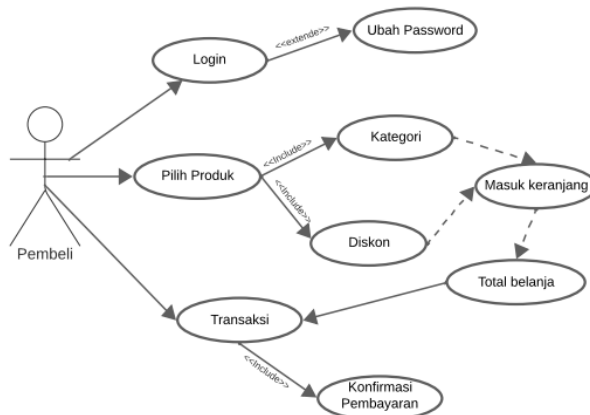 Login
<<extende>>
Ubah Password
Pembeli
Pilih Produk
<<Include>>
Kategori
<<Include>>
Diskon
Masuk keranjang
Total belanja
Transaksi
<<Include>>
Konfirmasi
Pembayaran